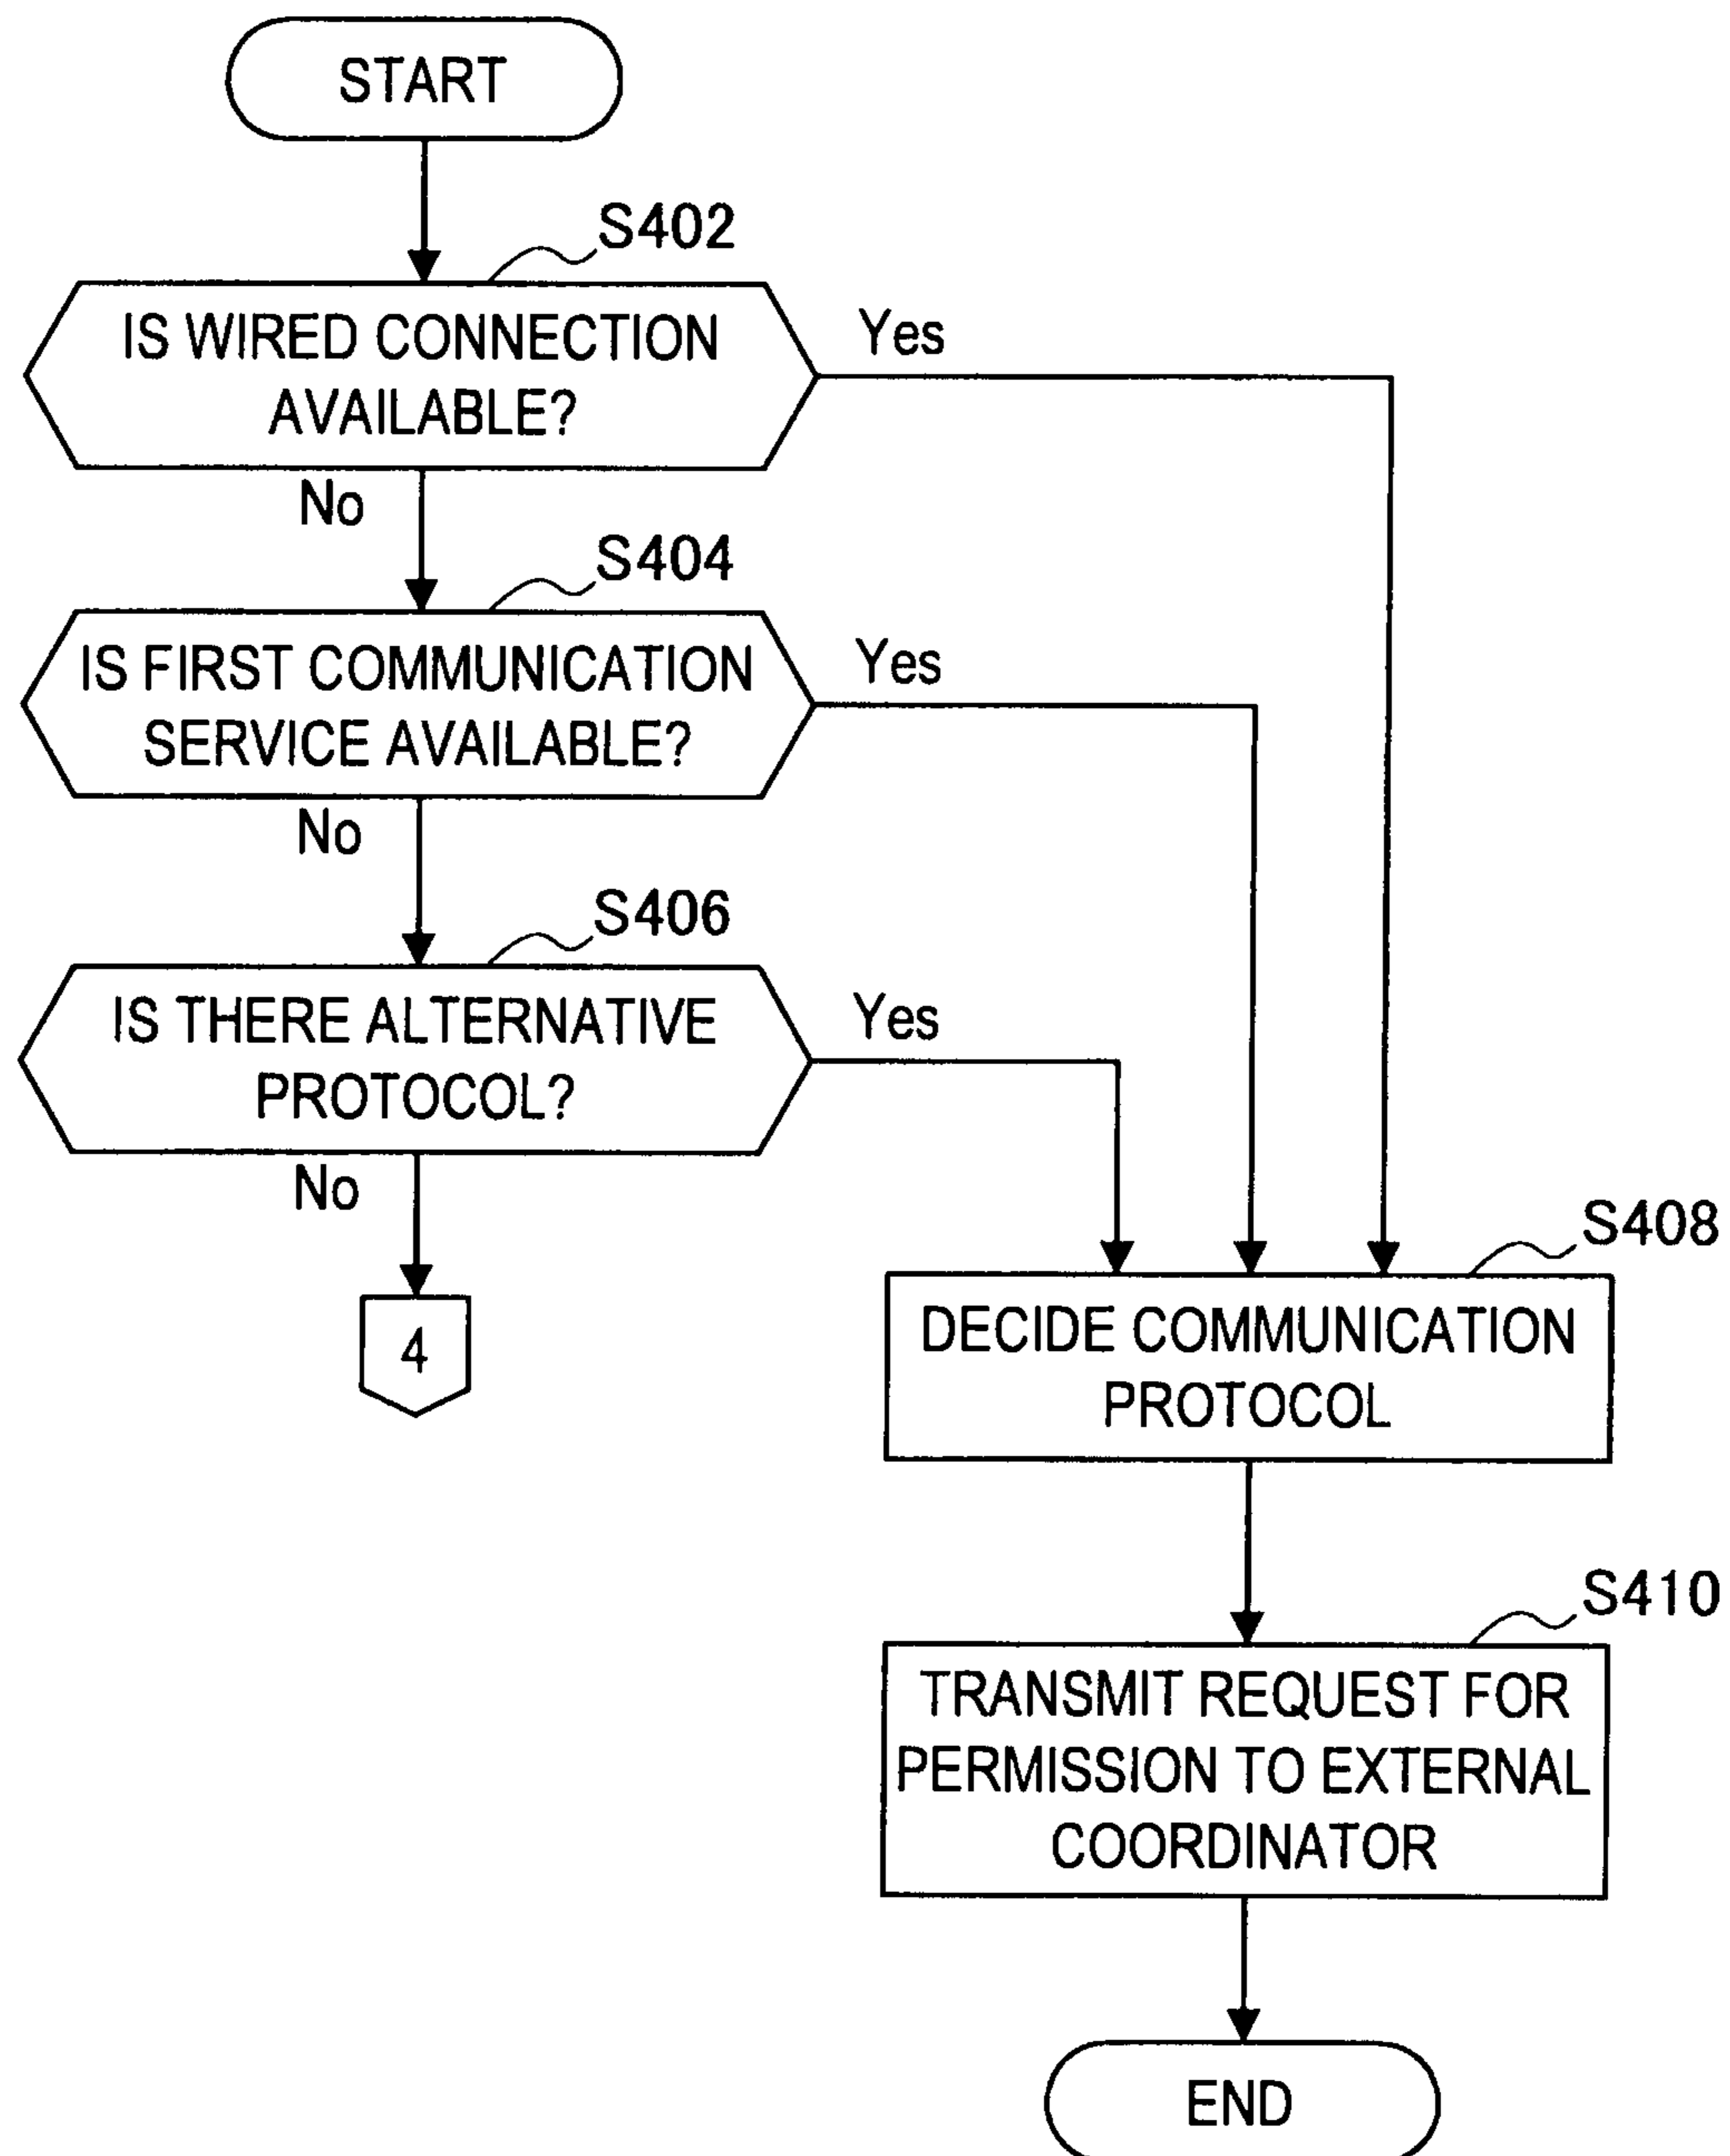 START
S402
IS WIRED CONNECTION
AVAILABLE?
Yes
No
S404
IS FIRST COMMUNICATION
SERVICE AVAILABLE?
Yes
No
S406
IS THERE ALTERNATIVE
PROTOCOL?
Yes
No
4
S408
DECIDE COMMUNICATION
PROTOCOL
S410
TRANSMIT REQUEST FOR
PERMISSION TO EXTERNAL
COORDINATOR
END